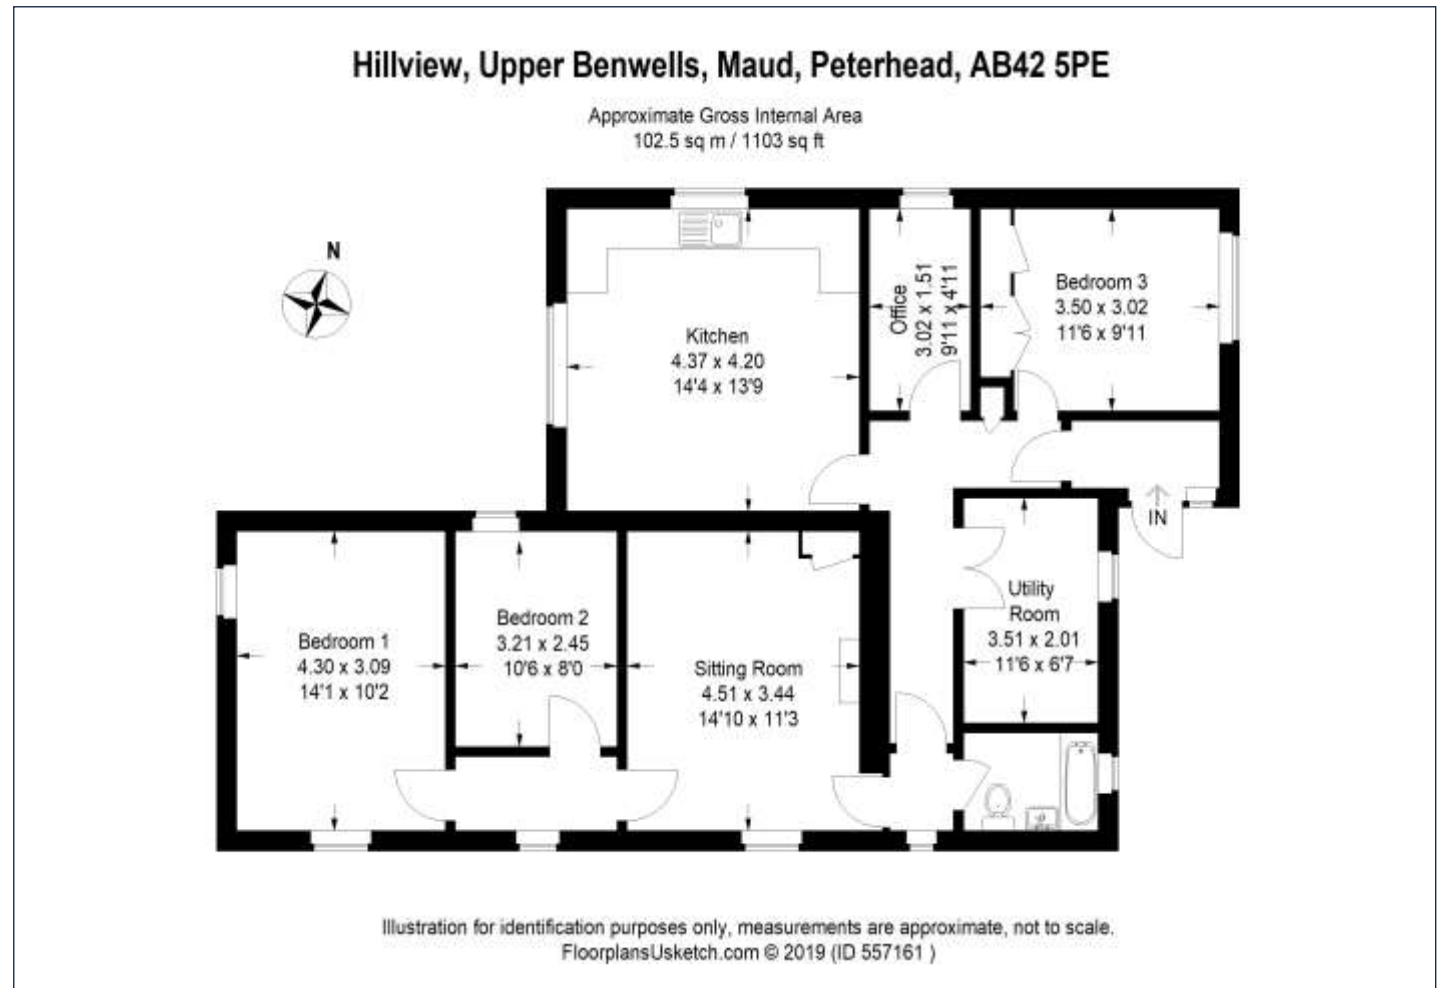 Hillview, Upper Benwells, Maud, Peterhead, AB42 5PE
Approximate Gross Internal Area
102.5 sq m / 1103 sq ft
N
Kitchen
4.37 x 4.20
14'4 x 13'9
Office
3.02 x 1.51
9'11 x 4'11
Bedroom 3
3.50 x 3.02
11'6 x 9'11
IN
Bedroom 1
4.30 x 3.09
14'1 x 10'2
Bedroom 2
3.21 x 2.45
10'6 x 8'0
Sitting Room
4.51 x 3.44
14'10 x 11'3
Utility
Room
3.51 x 2.01
11'6 x 6'7
Illustration for identification purposes only, measurements are approximate, not to scale.
FloorplansUsketch.com © 2019 (ID 557161 )